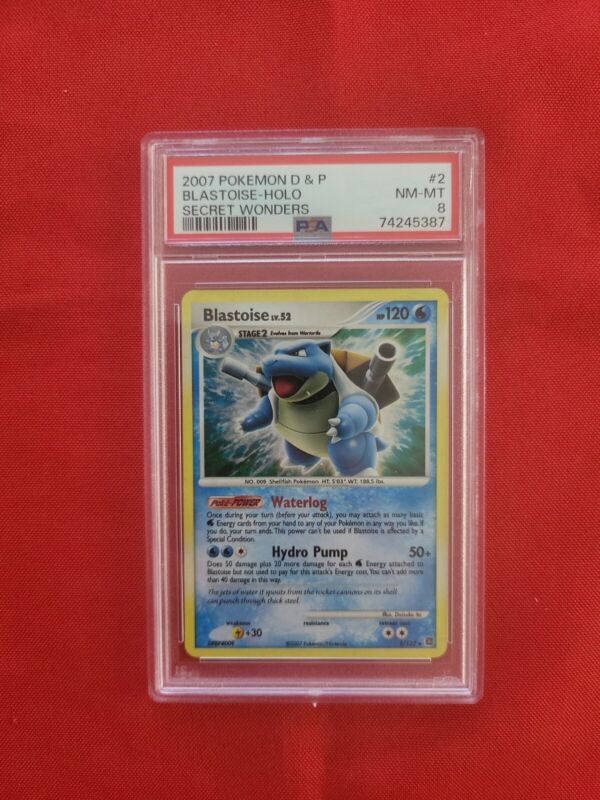 2007 POKEMON D & P #2
BLASTOISE-HOLO NM-MT
SECRET WONDERS 8
PSA 74245387
Blastoise LV.52 HP 120
STAGE 2 Evolves from Wartortle
NO. 009 Shellfish Pokémon HT: 5'03" WT: 188.5 lbs.
POKé-POWER Waterlog
Once during your turn (before your attack), you may attach as many basic
Energy cards from your hand to any of your Pokémon in any way you like. If
you do, your turn ends. This power can't be used if Blastoise is affected by a
Special Condition.
Hydro Pump 50+
Does 50 damage plus 20 more damage for each Energy attached to
Blastoise but not used to pay for this attack's Energy cost. You can't add more
than 40 damage in this way.
The jets of water it spouts from the rocket cannons on its shell
can punch through thick steel.
Illus. Daisuke Ito
weakness resistance retreat cost
+30
©2007 Pokémon/Nintendo